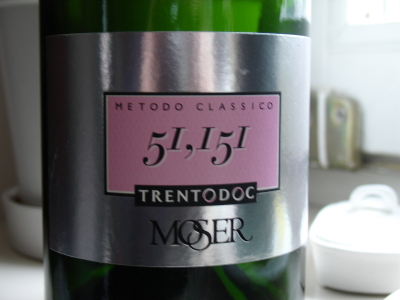 METODO CLASSICO
51,151
TRENTODOC
MOSER